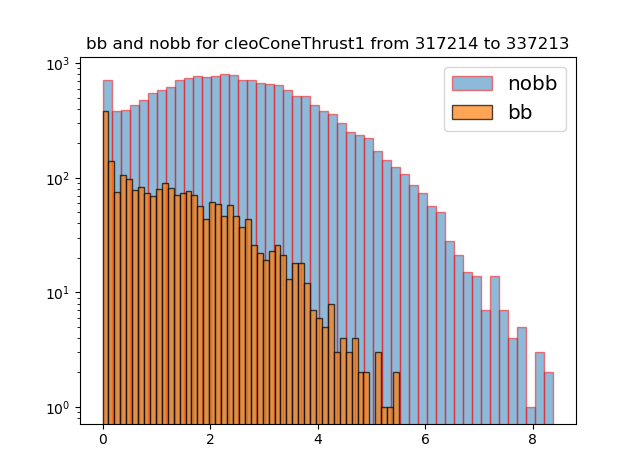 bb and nobb for cleoConeThrust1 from 317214 to 337213
10³
10²
10¹
10⁰
nobb
bb
0 2 4 6 8